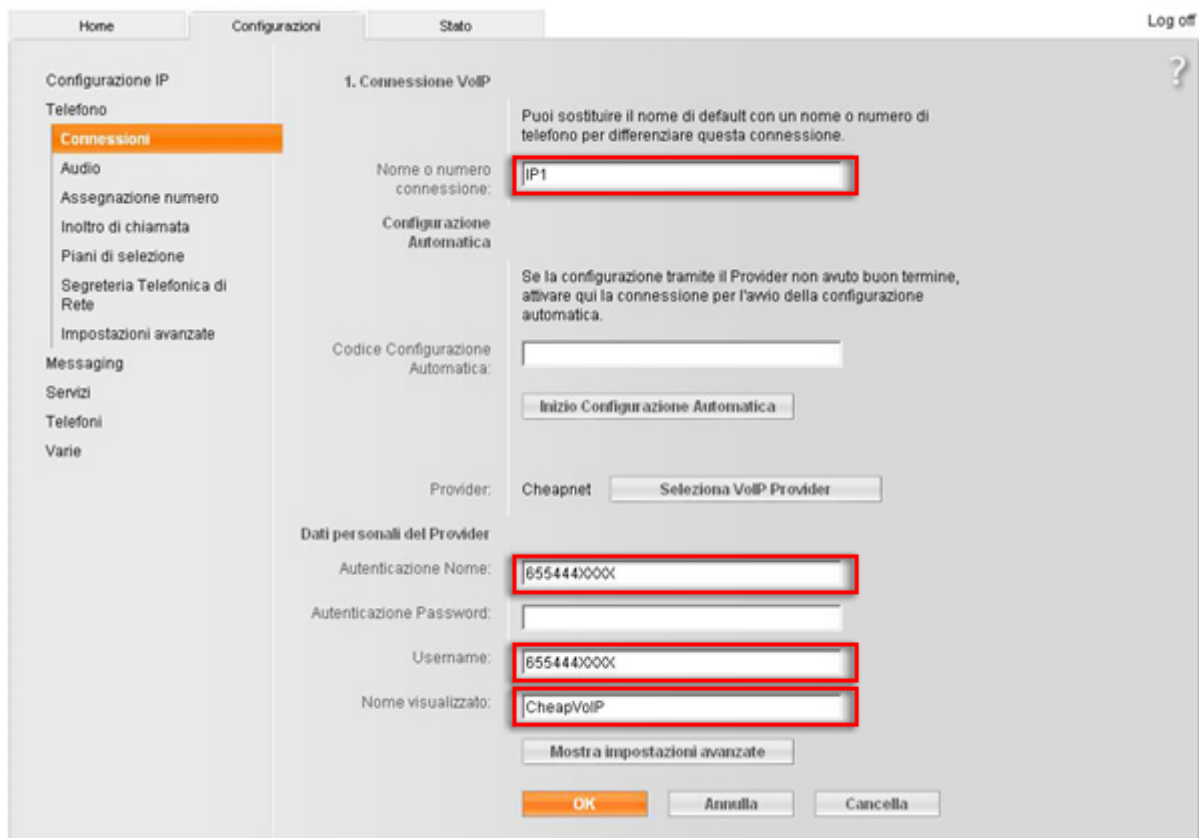 Home
Configurazioni
Stato
Log off
?
Configurazione IP
Telefono
Connessioni
Audio
Assegnazione numero
Inoltro di chiamata
Piani di selezione
Segreteria Telefonica di
Rete
Impostazioni avanzate
Messaging
Servizi
Telefoni
Varie
1. Connessione VoIP
Puoi sostituire il nome di default con un nome o numero di
telefono per differenziare questa connessione.
Nome o numero
connessione:
IP1
Configurazione
Automatica
Se la configurazione tramite il Provider non avuto buon termine,
attivare qui la connessione per l'avvio della configurazione
automatica.
Codice Configurazione
Automatica:
Inizio Configurazione Automatica
Provider:
Cheapnet
Seleziona VoIP Provider
Dati personali del Provider
Autenticazione Nome:
655444XXXX
Autenticazione Password:
Username:
655444XXXX
Nome visualizzato:
CheapVoIP
Mostra impostazioni avanzate
OK
Annulla
Cancella